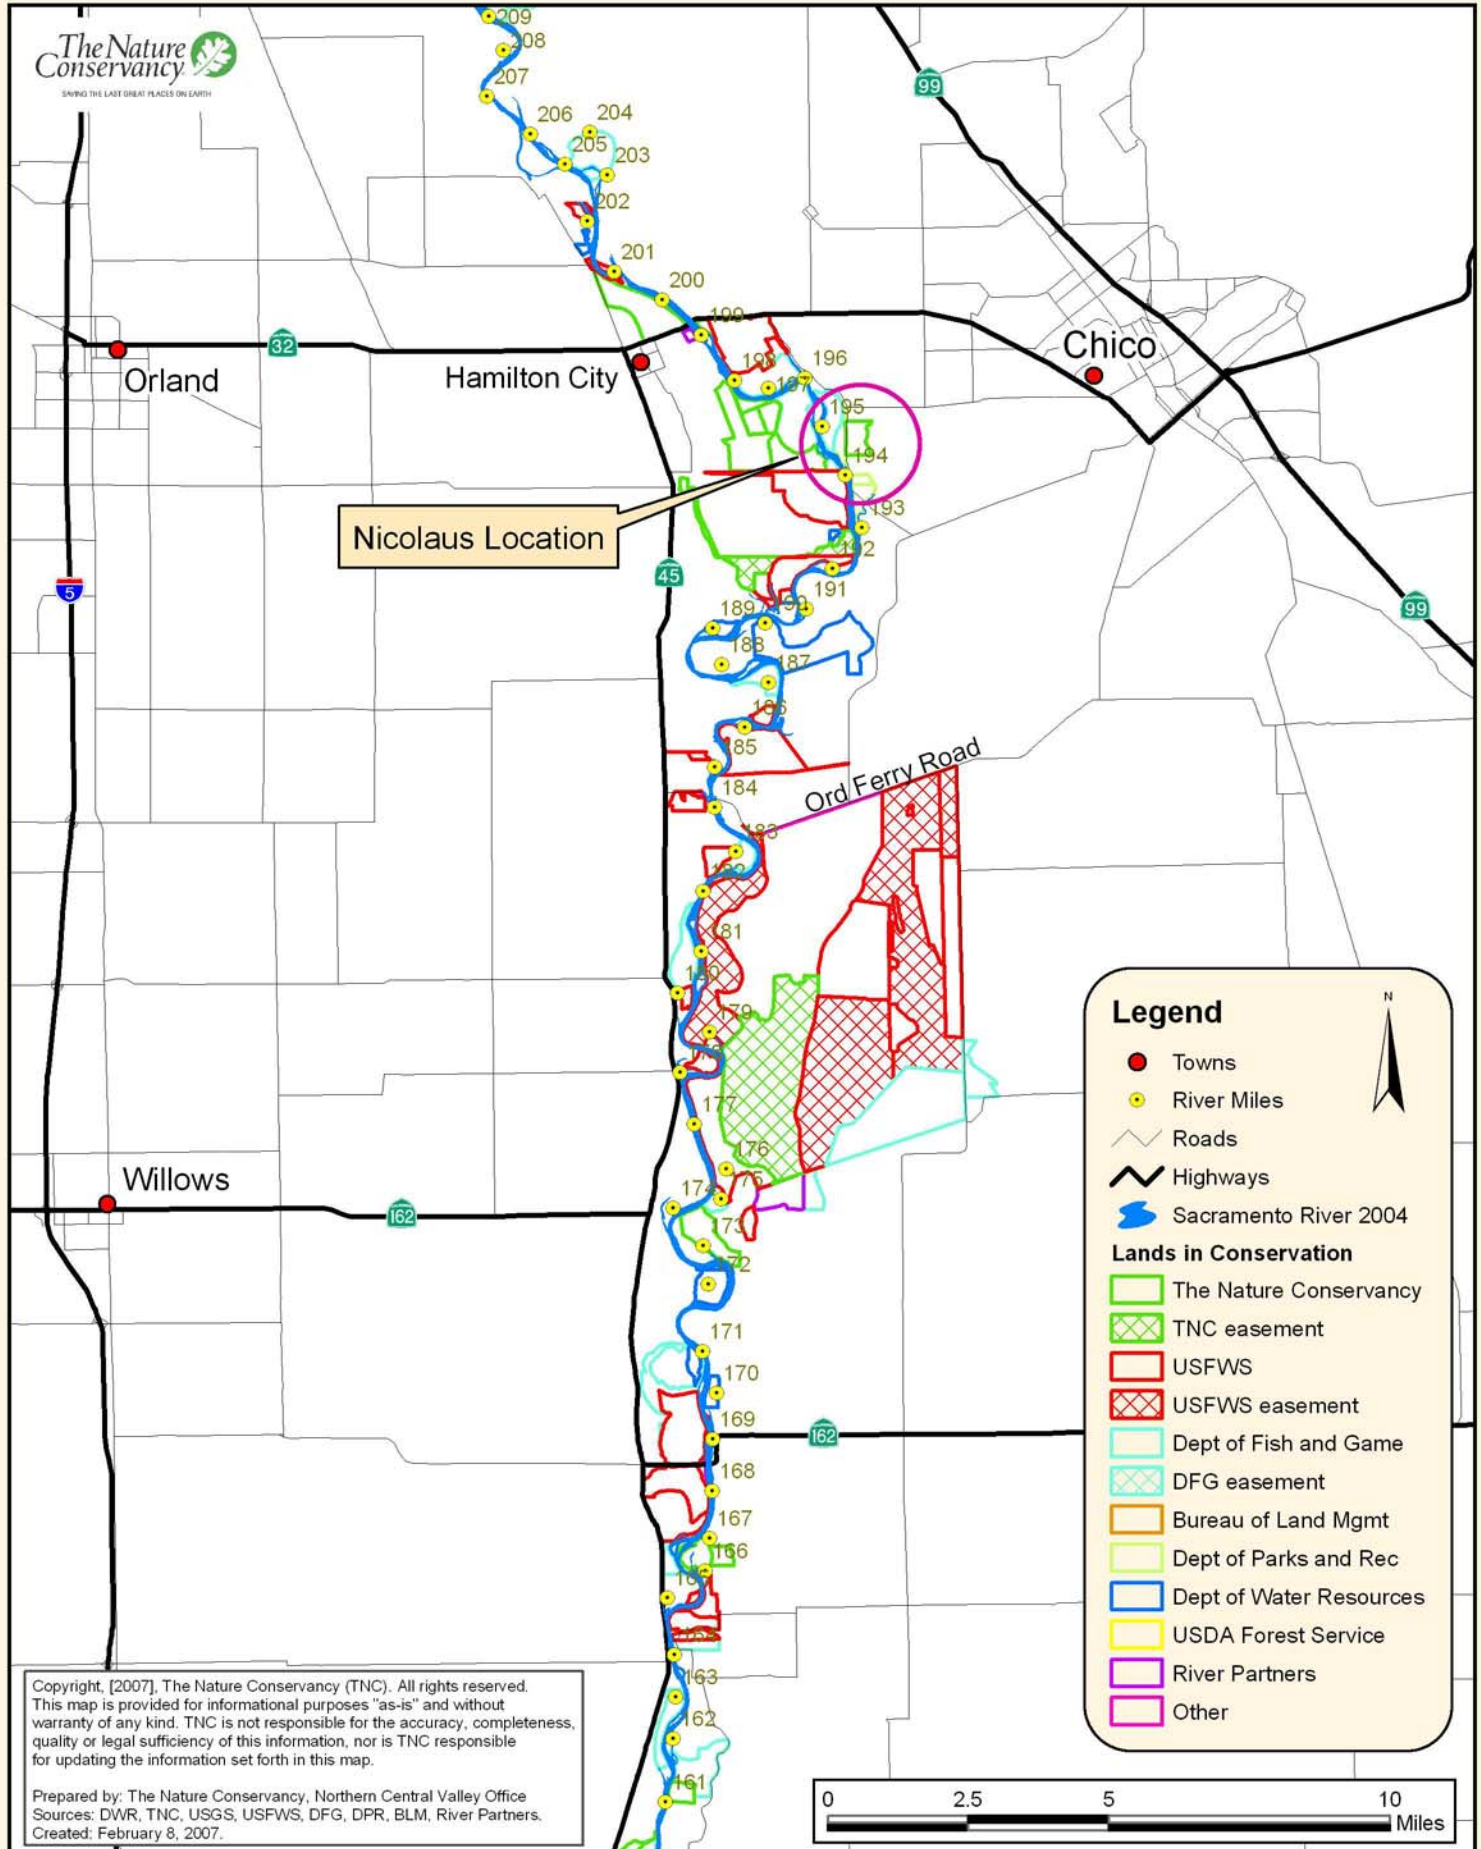 The Nature
Conservancy
SAVING THE LAST GREAT PLACES ON EARTH
209
208
207
206
204
205
203
202
201
200
199
99
32
Orland
Hamilton City
Chico
198
196
197
195
194
193
Nicolaus Location
192
45
191
5
99
189
190
188
187
186
185
Ord Ferry Road
184
183
182
181
180
179
178
177
176
175
174
Willows
162
173
172
171
170
169
162
168
167
166
165
164
163
162
161
Legend
N
Towns
River Miles
Roads
Highways
Sacramento River 2004
Lands in Conservation
The Nature Conservancy
TNC easement
USFWS
USFWS easement
Dept of Fish and Game
DFG easement
Bureau of Land Mgmt
Dept of Parks and Rec
Dept of Water Resources
USDA Forest Service
River Partners
Other
Copyright, [2007], The Nature Conservancy (TNC). All rights reserved.
This map is provided for informational purposes "as-is" and without
warranty of any kind. TNC is not responsible for the accuracy, completeness,
quality or legal sufficiency of this information, nor is TNC responsible
for updating the information set forth in this map.
Prepared by: The Nature Conservancy, Northern Central Valley Office
Sources: DWR, TNC, USGS, USFWS, DFG, DPR, BLM, River Partners.
Created: February 8, 2007.
0 2.5 5 10
Miles